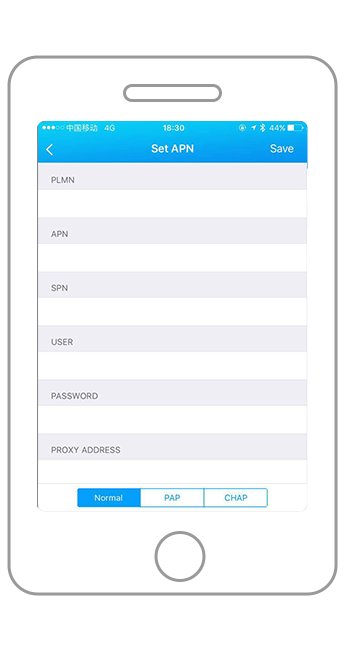 中国移动 4G 18:30 44%
Set APN Save
PLMN
APN
SPN
USER
PASSWORD
PROXY ADDRESS
Normal PAP CHAP